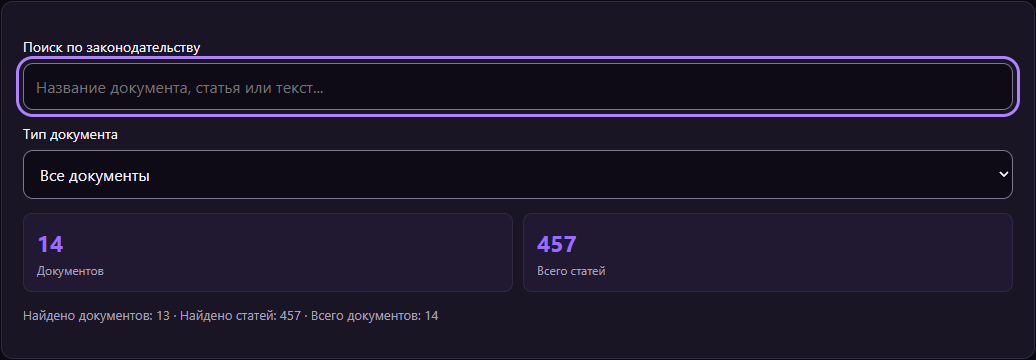 Поиск по законодательству
Название документа, статья или текст...
Тип документа
Все документы
14
Документов
457
Всего статей
Найдено документов: 13 · Найдено статей: 457 · Всего документов: 14